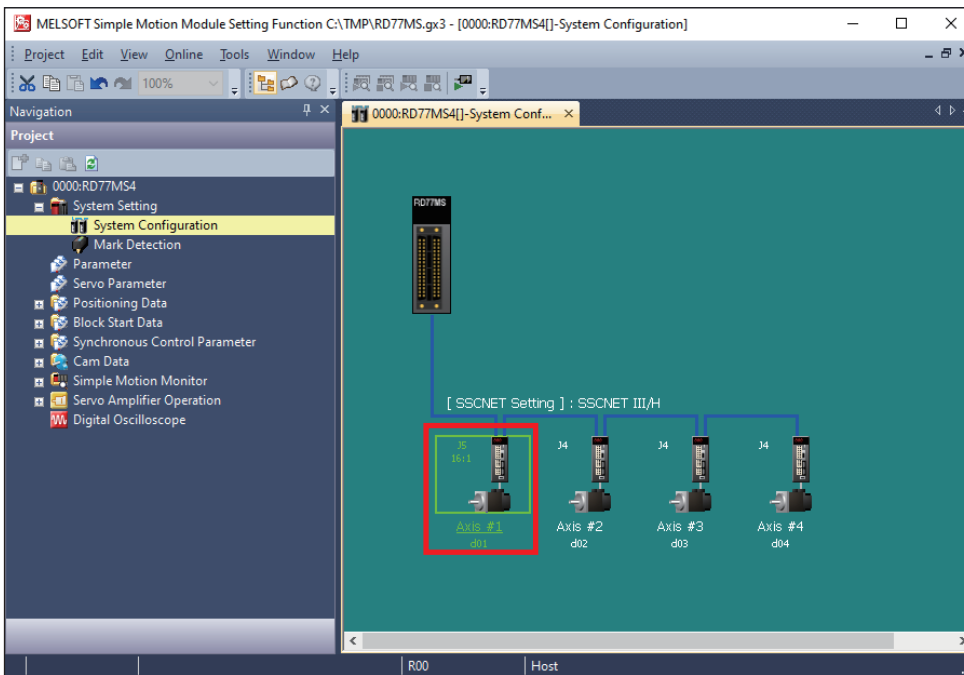 MELSOFT Simple Motion Module Setting Function C:\TMP\RD77MS.gx3 - [0000:RD77MS4[]-System Configuration]
Project Edit View Online Tools Window Help
100%
Navigation
0000:RD77MS4[]-System Conf...
Project
0000:RD77MS4
System Setting
System Configuration
Mark Detection
Parameter
Servo Parameter
Positioning Data
Block Start Data
Synchronous Control Parameter
Cam Data
Simple Motion Monitor
Servo Amplifier Operation
Digital Oscilloscope
RD77MS
[ SSCNET Setting ] : SSCNET III/H
J5 J4 J4 J4
16:1
Axis #1 Axis #2 Axis #3 Axis #4
d01 d02 d03 d04
R00 Host